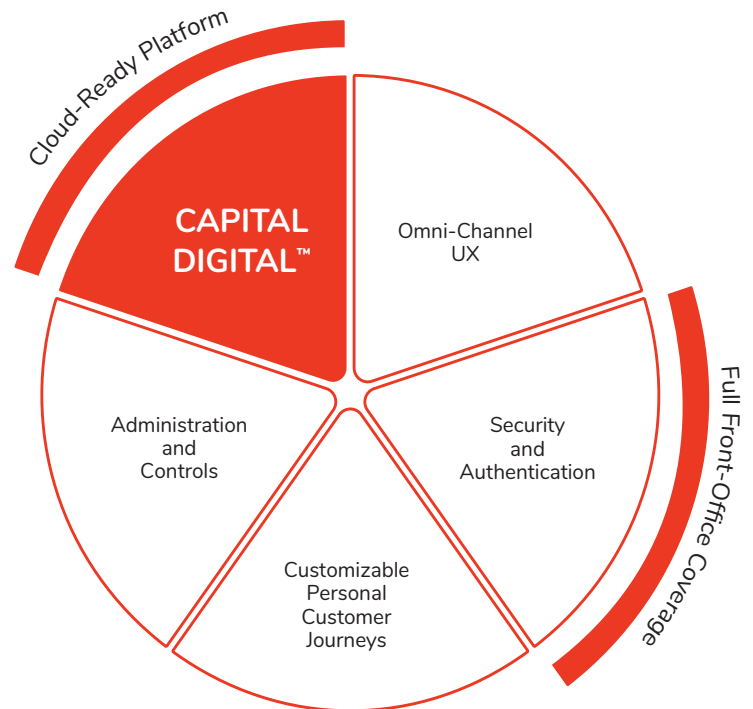 Cloud-Ready Platform
CAPITAL
DIGITAL™
Omni-Channel
UX
Administration
and
Controls
Security
and
Authentication
Full Front-Office Coverage
Customizable
Personal
Customer
Journeys